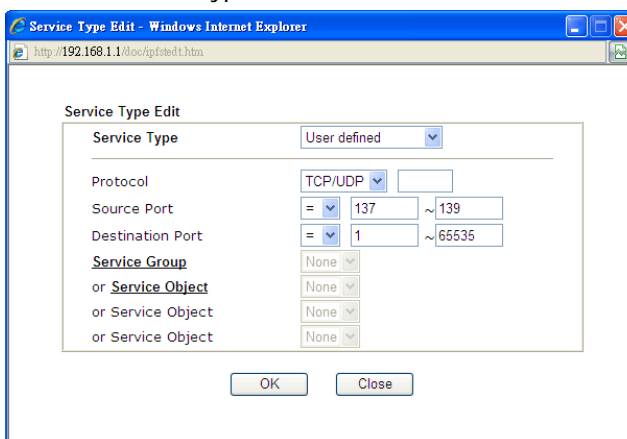 Service Type Edit - Windows Internet Explorer
http://192.168.1.1/doc/ipfstedt.htm
Service Type Edit
Service Type User defined
Protocol TCP/UDP
Source Port = 137 ~ 139
Destination Port = 1 ~ 65535
Service Group None
or Service Object None
or Service Object None
or Service Object None
OK Close